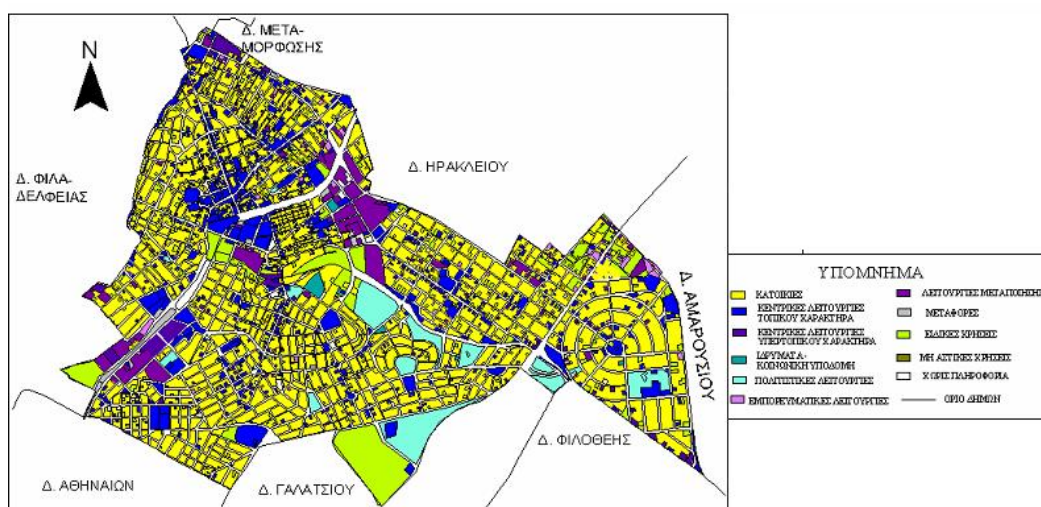 Δ. ΜΕΤΑ-
ΜΟΡΦΩΣΗΣ
N
Δ. ΗΡΑΚΛΕΙΟΥ
Δ. ΦΙΛΑ-
ΔΕΛΦΕΙΑΣ
Δ. ΑΜΑΡΟΥΣΙΟΥ
Δ. ΦΙΛΟΘΕΗΣ
Δ. ΑΘΗΝΑΙΩΝ
Δ. ΓΑΛΑΤΣΙΟΥ
ΥΠΟΜΝΗΜΑ
ΚΑΤΟΙΚΙΕΣ
ΚΕΝΤΡΙΚΕΣ ΛΕΙΤΟΥΡΓΙΕΣ
ΤΟΠΙΚΟΥ ΧΑΡΑΚΤΗΡΑ
ΚΕΝΤΡΙΚΕΣ ΛΕΙΤΟΥΡΓΙΕΣ
ΥΠΕΡΤΟΠΙΚΟΥ ΧΑΡΑΚΤΗΡΑ
ΙΔΡΥΜΑΤΑ-
ΚΟΙΝΩΝΙΚΗ ΥΠΟΔΟΜΗ
ΠΟΛΙΤΙΣΤΙΚΕΣ ΛΕΙΤΟΥΡΓΙΕΣ
ΕΜΠΟΡΕΥΜΑΤΙΚΕΣ ΛΕΙΤΟΥΡΓΙΕΣ
ΛΕΙΤΟΥΡΓΙΕΣ ΜΕΤΑΠΟΙΗΣΗΣ
ΜΕΤΑΦΟΡΕΣ
ΕΙΔΙΚΕΣ ΧΡΗΣΕΙΣ
ΜΗ ΑΣΤΙΚΕΣ ΧΡΗΣΕΙΣ
ΧΩΡΙΣ ΠΛΗΡΟΦΟΡΙΑ
ΟΡΙΟ ΔΗΜΩΝ